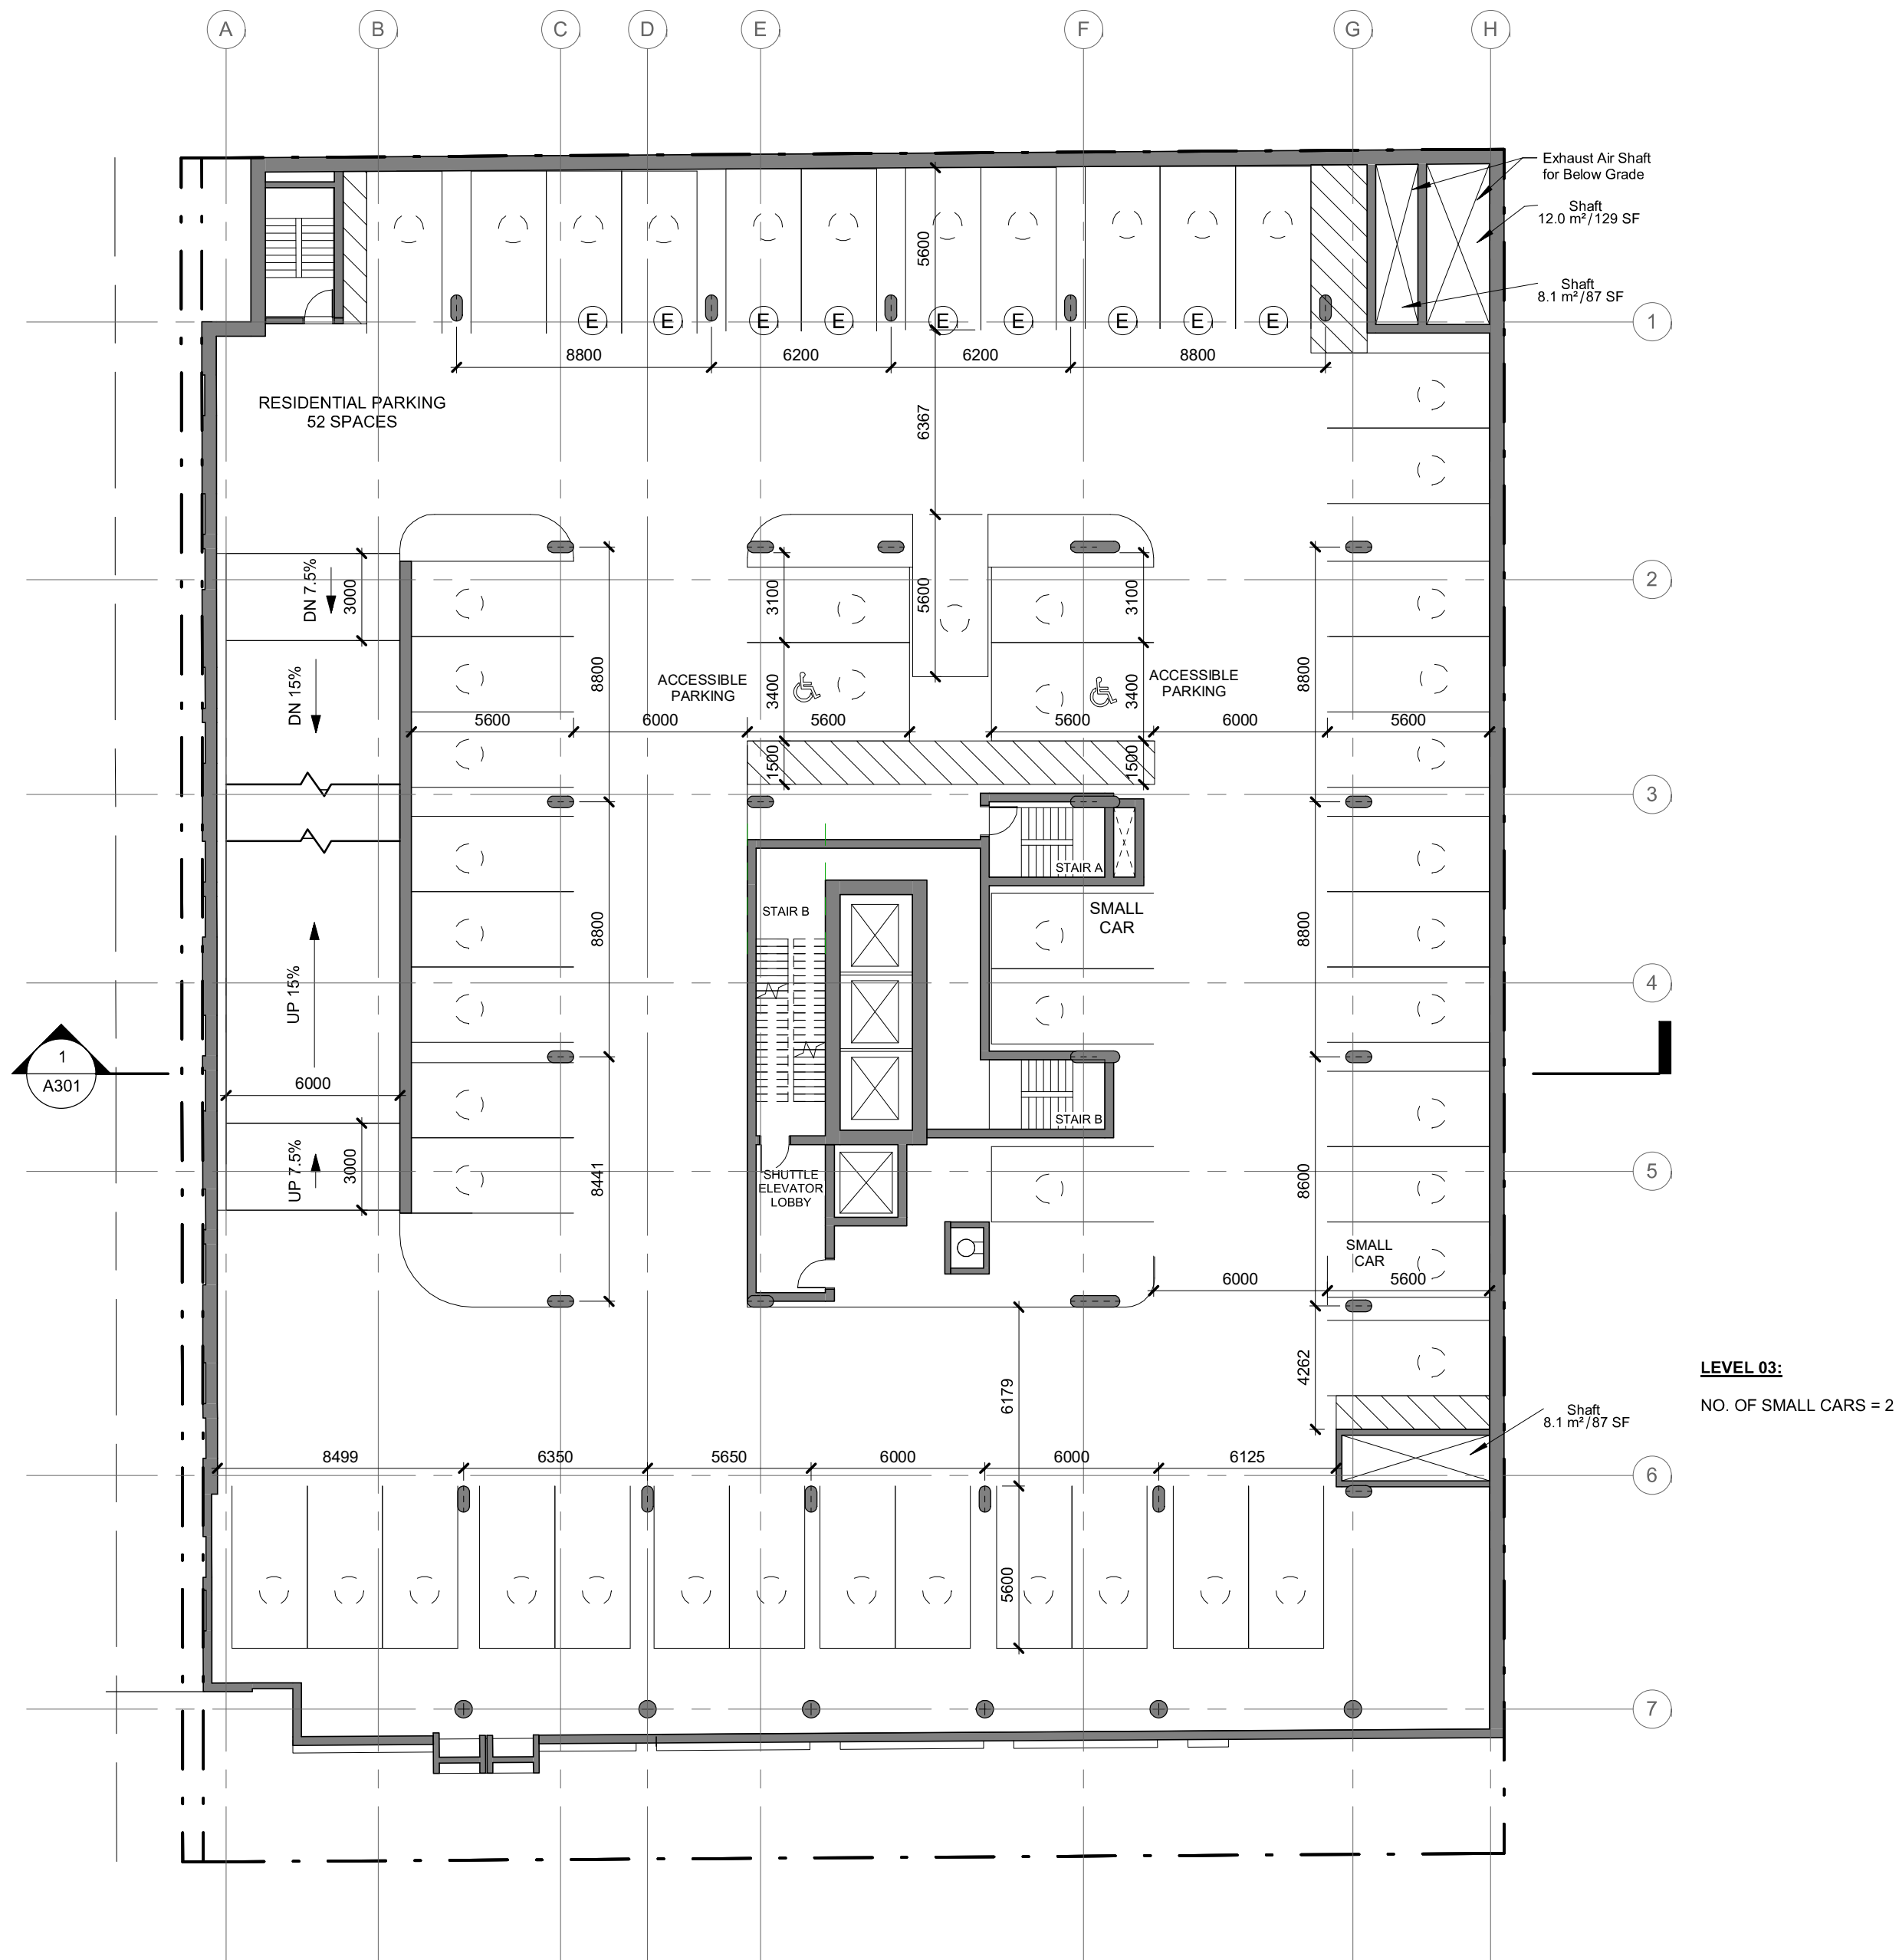 A
B
C
D
E
F
G
H
Exhaust Air Shaft
for Below Grade
Shaft
12.0 m²/129 SF
5600
Shaft
8.1 m²/87 SF
E
E
E
E
E
E
E
E
E
1
8800
6200
6200
8800
RESIDENTIAL PARKING
52 SPACES
6367
DN 7.5%
3000
3100
5600
3100
2
8800
8800
DN 15%
ACCESSIBLE
PARKING
3400
ACCESSIBLE
PARKING
3400
5600
6000
5600
5600
6000
5600
1500
1500
3
STAIR A
STAIR B
SMALL
CAR
8800
8800
UP 15%
4
1
A301
6000
STAIR B
UP 7.5%
3000
8441
SHUTTLE
ELEVATOR
LOBBY
8600
5
SMALL
CAR
6000
5600
4262
6179
LEVEL 03:
NO. OF SMALL CARS = 2
Shaft
8.1 m²/87 SF
8499
6350
5650
6000
6000
6125
6
5600
7